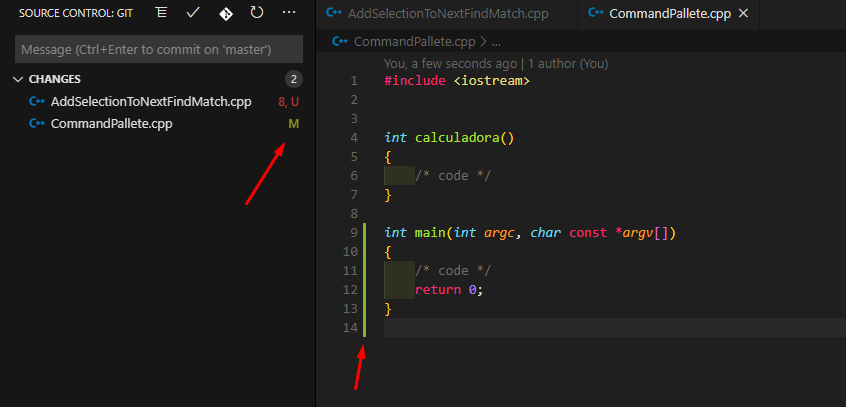 SOURCE CONTROL: GIT
Message (Ctrl+Enter to commit on 'master')
CHANGES 2
AddSelectionToNextFindMatch.cpp 8, U
CommandPallete.cpp M
AddSelectionToNextFindMatch.cpp CommandPallete.cpp
CommandPallete.cpp > ...
You, a few seconds ago | 1 author (You)
1 #include <iostream>
2
3
4 int calculadora()
5 {
6     /* code */
7 }
8
9 int main(int argc, char const *argv[])
10 {
11     /* code */
12     return 0;
13 }
14